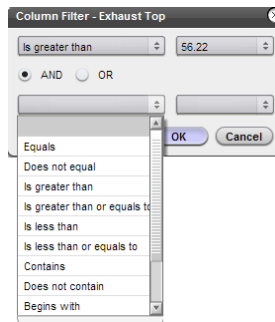 Column Filter - Exhaust Top
Is greater than 56.22
AND OR
OK Cancel
Equals
Does not equal
Is greater than
Is greater than or equals to
Is less than
Is less than or equals to
Contains
Does not contain
Begins with